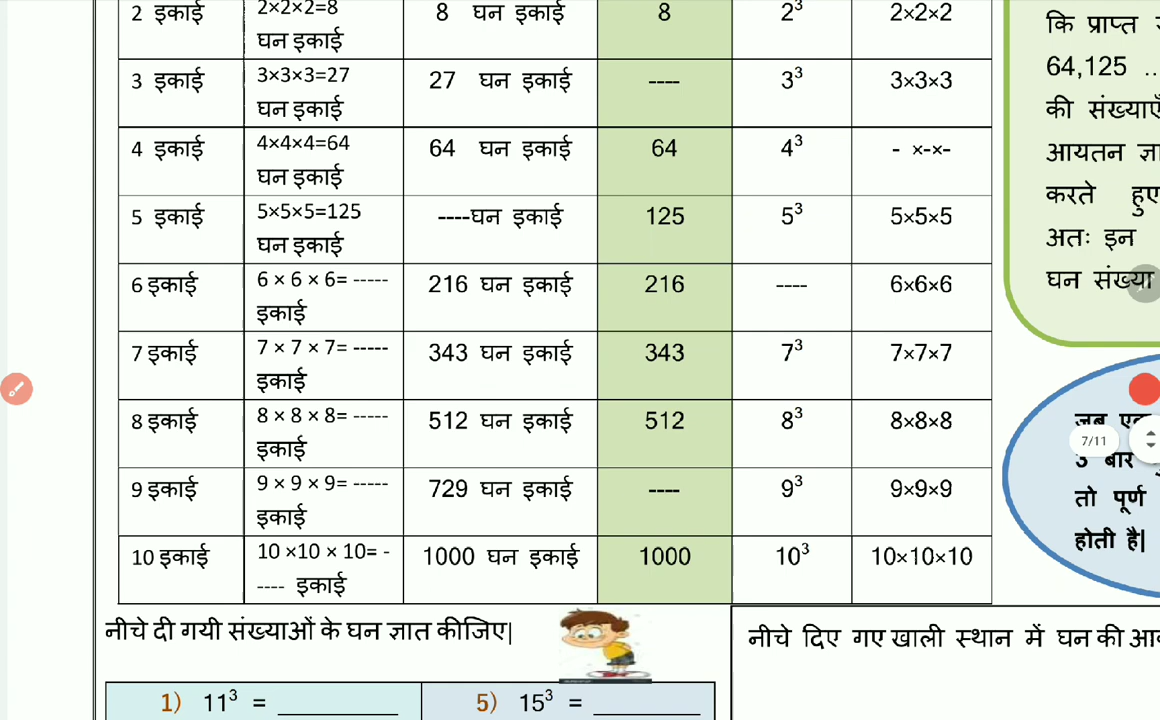 2 इकाई 2×2×2=8 8 घन इकाई 8 2³ 2×2×2
घन इकाई
3 इकाई 3×3×3=27 27 घन इकाई ---- 3³ 3×3×3
घन इकाई
4 इकाई 4×4×4=64 64 घन इकाई 64 4³ - ×-×-
घन इकाई
5 इकाई 5×5×5=125 ----घन इकाई 125 5³ 5×5×5
घन इकाई
6 इकाई 6 × 6 × 6= ----- 216 घन इकाई 216 ---- 6×6×6
इकाई
7 इकाई 7 × 7 × 7= ----- 343 घन इकाई 343 7³ 7×7×7
इकाई
8 इकाई 8 × 8 × 8= ----- 512 घन इकाई 512 8³ 8×8×8
इकाई
9 इकाई 9 × 9 × 9= ----- 729 घन इकाई ---- 9³ 9×9×9
इकाई
10 इकाई 10 ×10 × 10= - 1000 घन इकाई 1000 10³ 10×10×10
---- इकाई
कि प्राप्त
64,125 ..
की
आयतन
करते हुए
अतः इन
घन संख्या
7/11
3 बार
तो पूर्ण
होती है|
नीचे दी गयी संख्याओं के घन ज्ञात कीजिए|
नीचे दिए गए खाली स्थान में घन की
1) 11³ = ________ 5) 15³ = ________